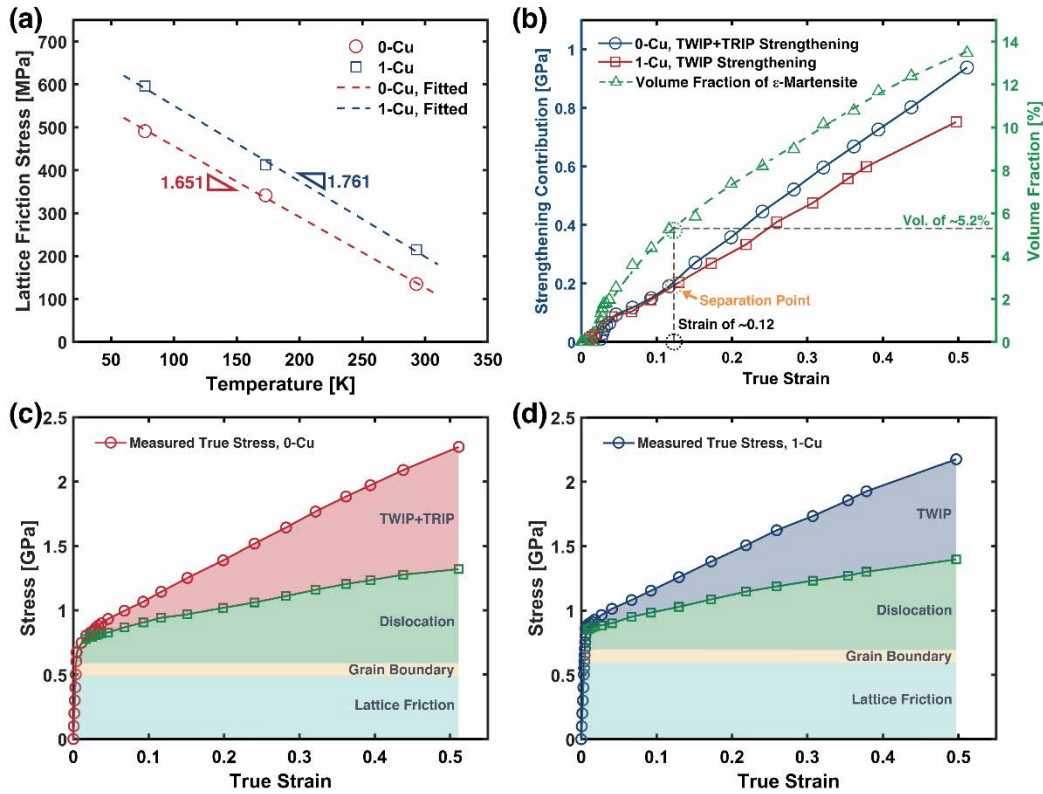 (a)
700
600
500
400
300
200
100
0
50
100
150
200
250
300
350
Lattice Friction Stress [MPa]
Temperature [K]
0-Cu
1-Cu
0-Cu, Fitted
1-Cu, Fitted
1.651
1.761
(b)
1
0.8
0.6
0.4
0.2
0
0
0.1
0.2
0.3
0.4
0.5
14
12
10
8
6
4
2
0
Strengthening Contribution [GPa]
True Strain
Volume Fraction [%]
0-Cu, TWIP+TRIP Strengthening
1-Cu, TWIP Strengthening
Volume Fraction of ε-Martensite
Vol. of ~5.2%
Separation Point
Strain of ~0.12
(c)
2.5
2
1.5
1
0.5
0
0
0.1
0.2
0.3
0.4
0.5
Stress [GPa]
True Strain
Measured True Stress, 0-Cu
TWIP+TRIP
Dislocation
Grain Boundary
Lattice Friction
(d)
2.5
2
1.5
1
0.5
0
0
0.1
0.2
0.3
0.4
0.5
Stress [GPa]
True Strain
Measured True Stress, 1-Cu
TWIP
Dislocation
Grain Boundary
Lattice Friction